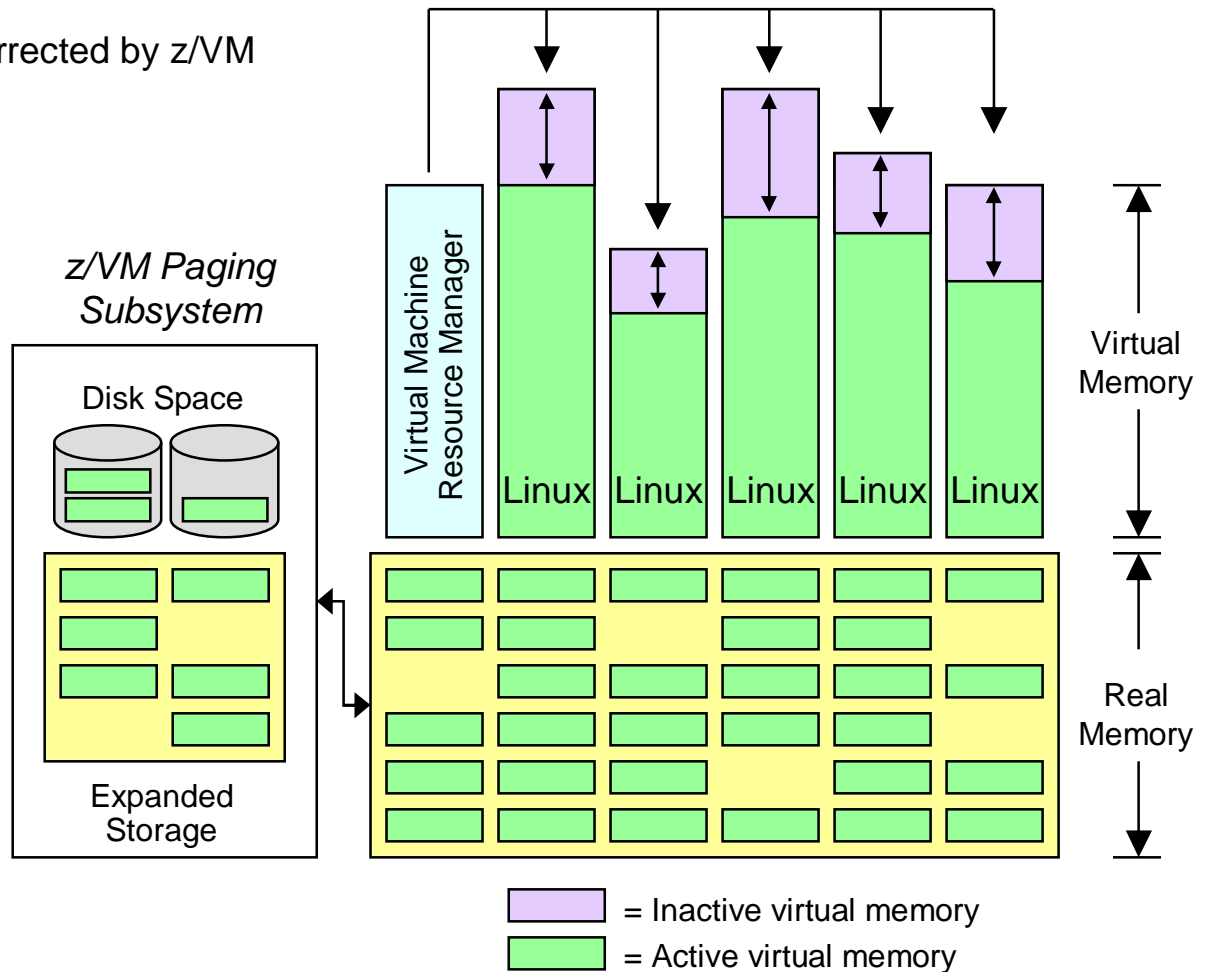 rrected by z/VM
z/VM Paging
Subsystem
Disk Space
Expanded
Storage
Virtual Machine
Resource Manager
Linux
Linux
Linux
Linux
Linux
Virtual
Memory
Real
Memory
= Inactive virtual memory
= Active virtual memory